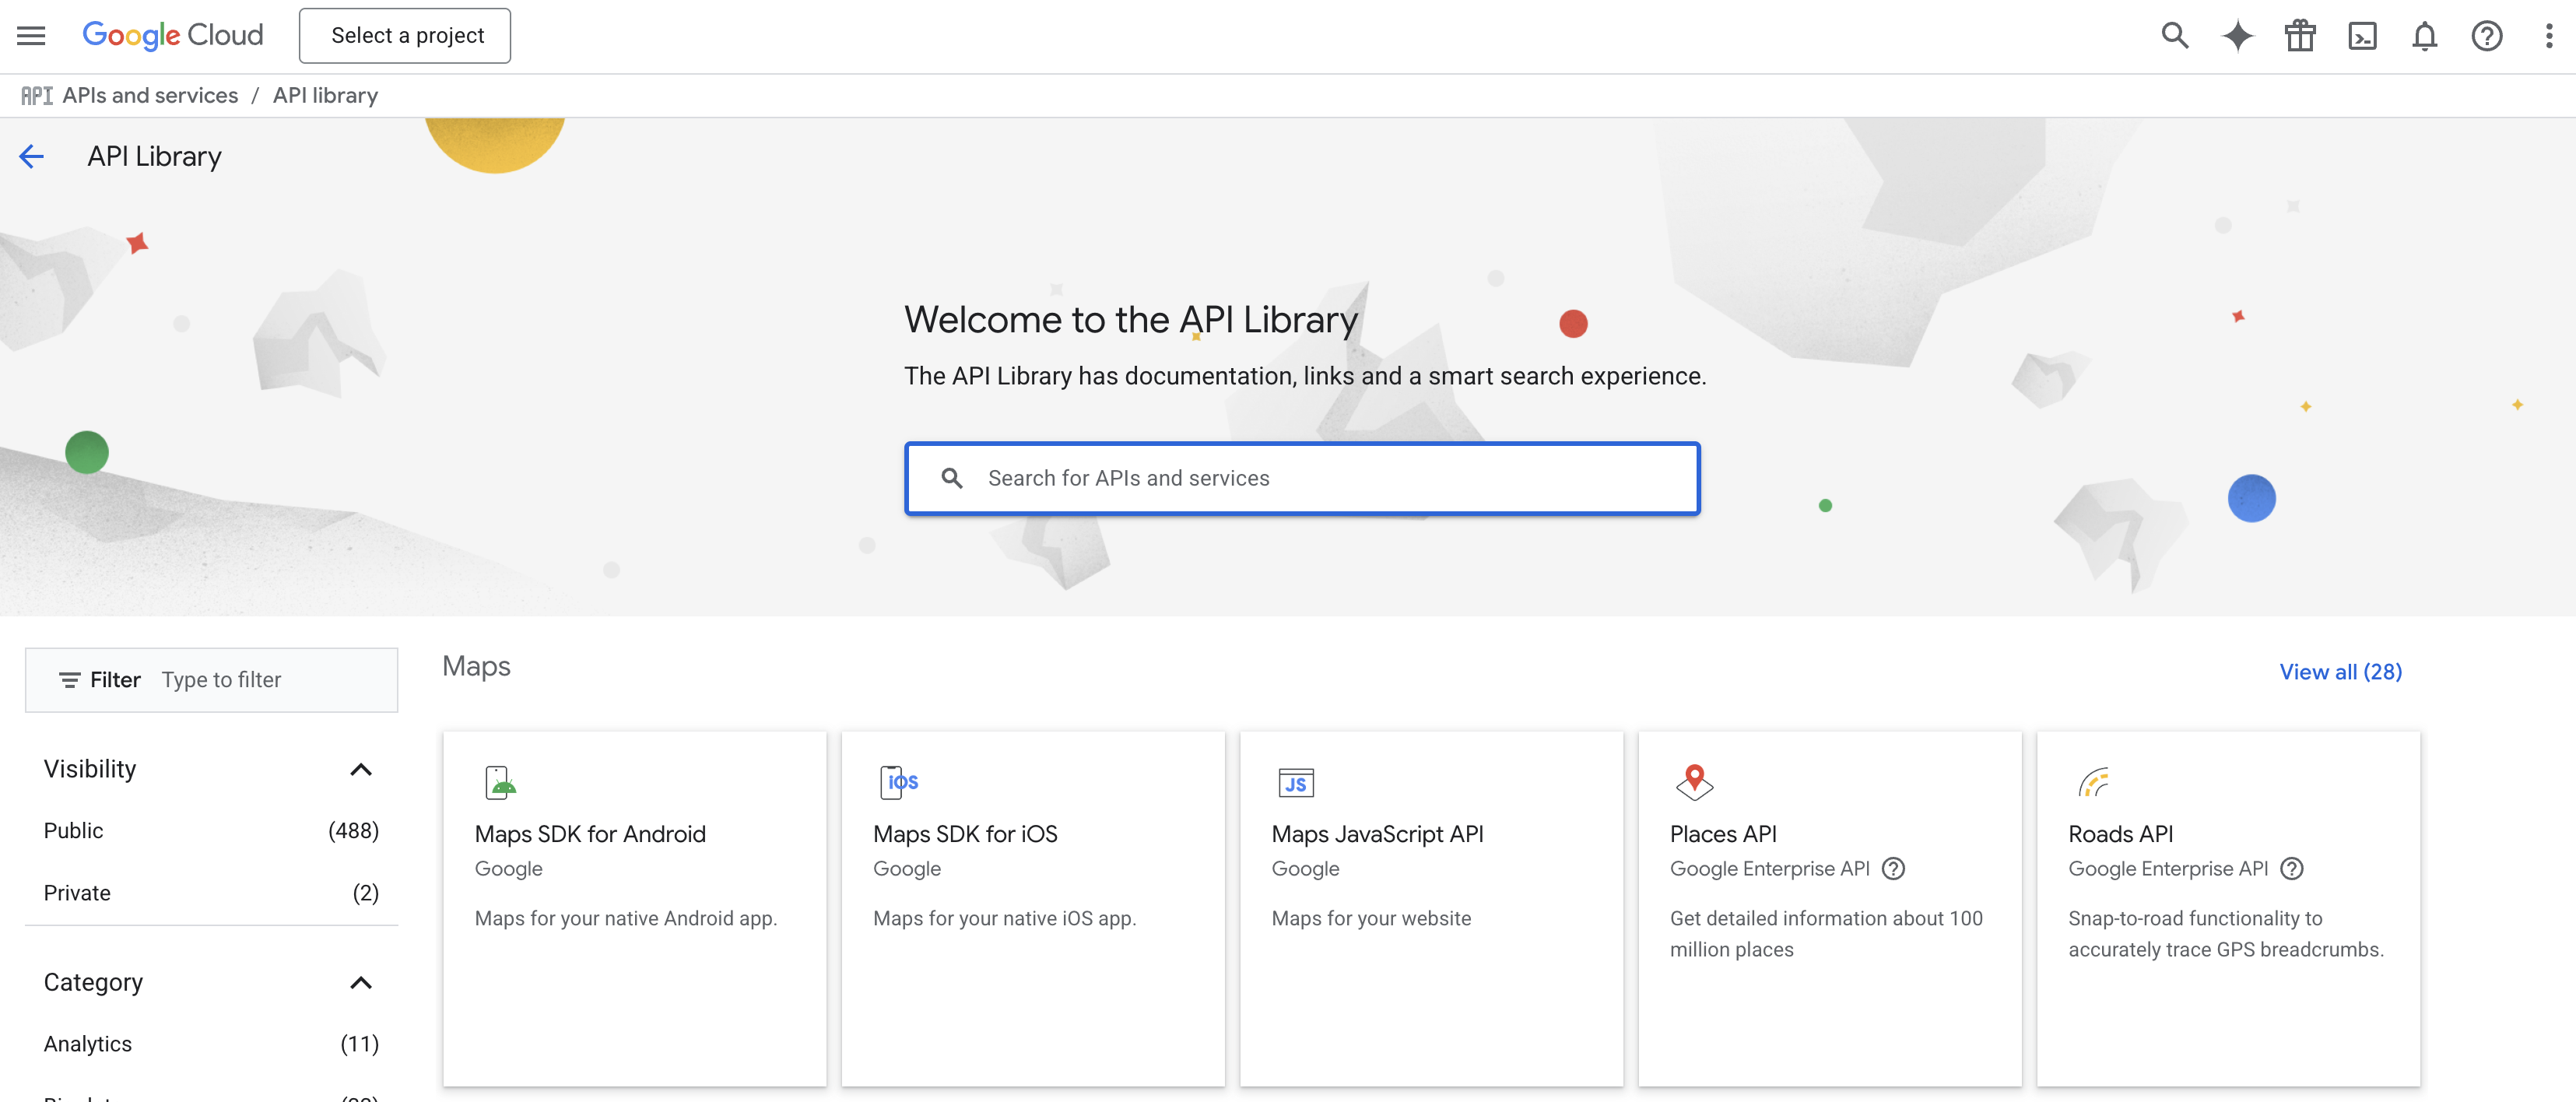 Google Cloud
Select a project
API APIs and services / API library
API Library
Welcome to the API Library
The API Library has documentation, links and a smart search experience.
Search for APIs and services
Filter Type to filter
Visibility
Public (488)
Private (2)
Category
Analytics (11)
Maps
View all (28)
iOS
JS
Maps SDK for Android
Google
Maps for your native Android app.
Maps SDK for iOS
Google
Maps for your native iOS app.
Maps JavaScript API
Google
Maps for your website
Places API
Google Enterprise API
Get detailed information about 100
million places
Roads API
Google Enterprise API
Snap-to-road functionality to
accurately trace GPS breadcrumbs.